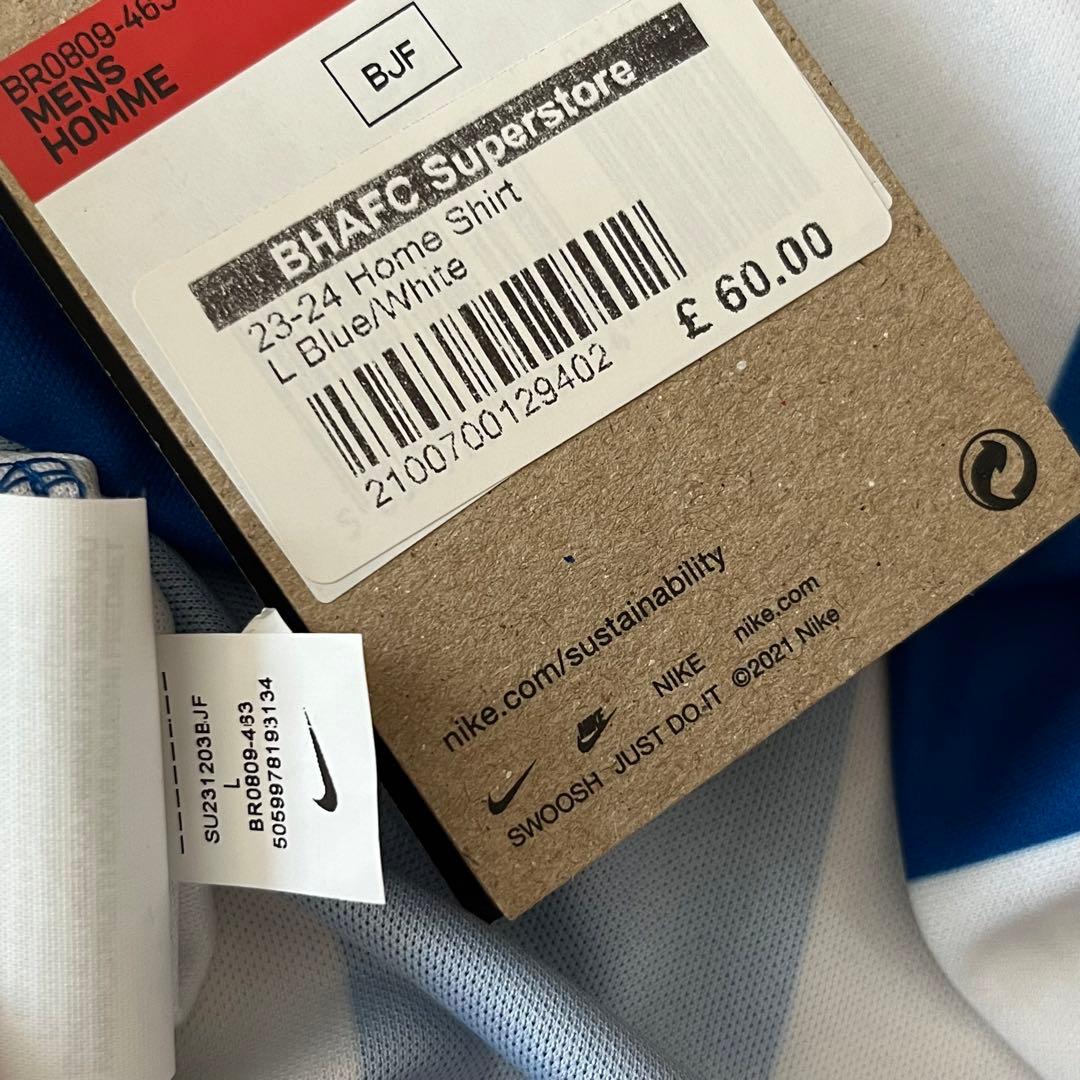 BR0809-463
MENS
HOMME
BJF
BHAFC Superstore
23-24 Home Shirt
L Blue/White
£ 60.00
2100700129402
nike.com/sustainability
NIKE nike.com
SWOOSH JUST DO IT ©2021 Nike
SU231203BJF
L
BR0809-463
5059978193134